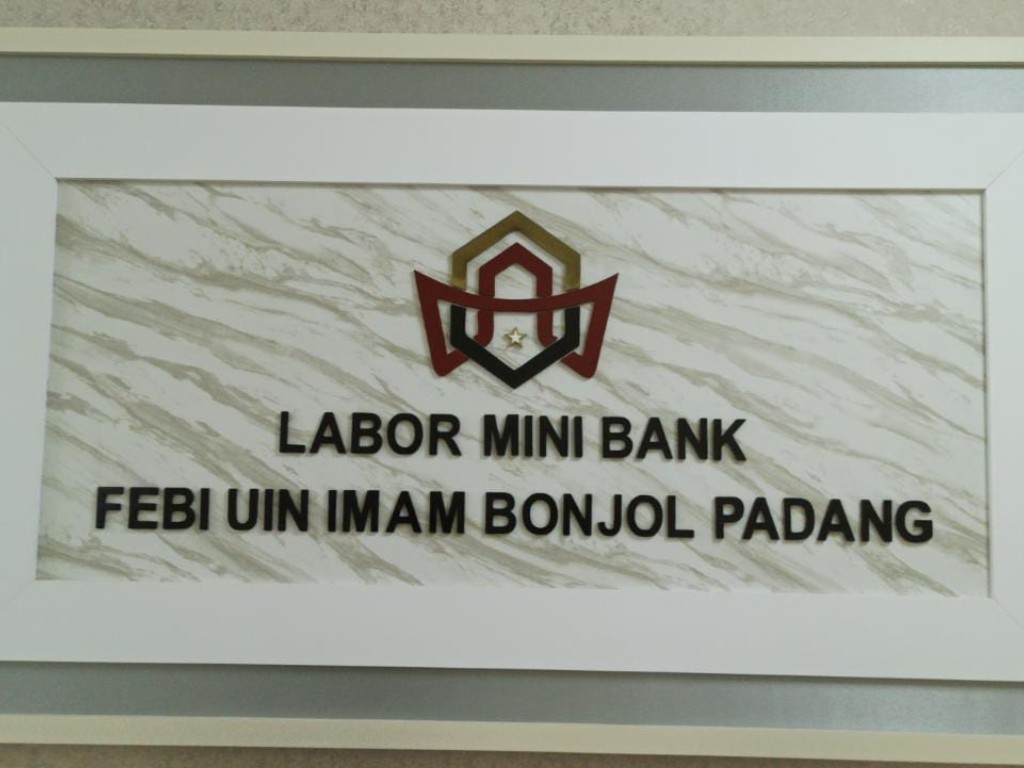 LABOR MINI BANK
FEBI UIN IMAM BONJOL PADANG